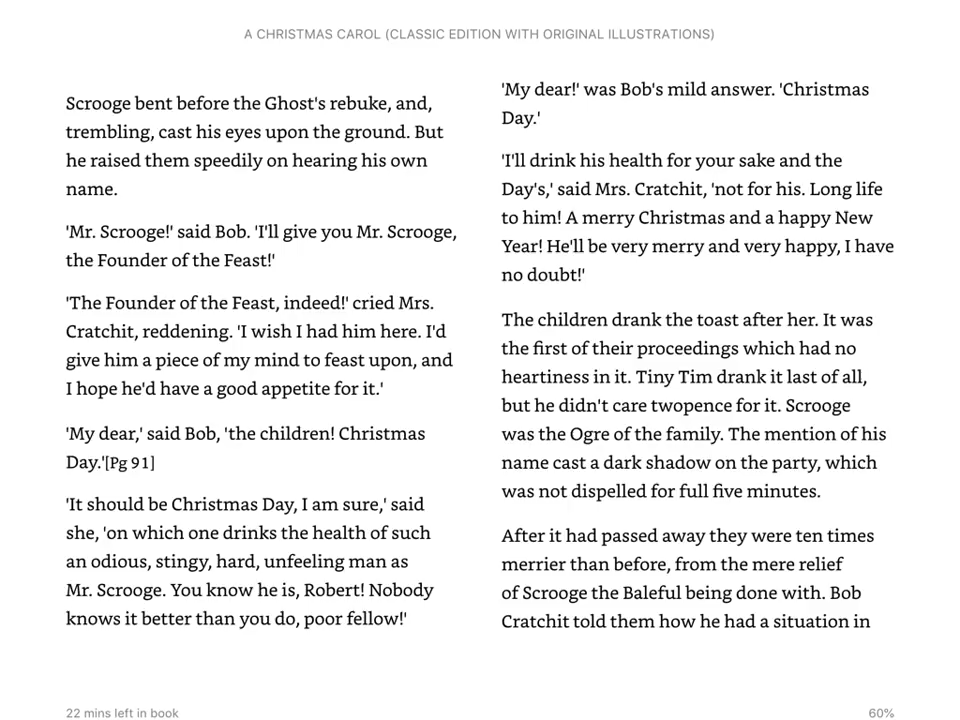 A CHRISTMAS CAROL (CLASSIC EDITION WITH ORIGINAL ILLUSTRATIONS)
Scrooge bent before the Ghost's rebuke, and,
trembling, cast his eyes upon the ground. But
he raised them speedily on hearing his own
name.
'Mr. Scrooge!' said Bob. 'I'll give you Mr. Scrooge,
the Founder of the Feast!'
'The Founder of the Feast, indeed!' cried Mrs.
Cratchit, reddening. 'I wish I had him here. I'd
give him a piece of my mind to feast upon, and
I hope he'd have a good appetite for it.'
'My dear,' said Bob, 'the children! Christmas
Day.'[Pg 91]
'It should be Christmas Day, I am sure,' said
she, 'on which one drinks the health of such
an odious, stingy, hard, unfeeling man as
Mr. Scrooge. You know he is, Robert! Nobody
knows it better than you do, poor fellow!'
'My dear!' was Bob's mild answer. 'Christmas
Day.'
'I'll drink his health for your sake and the
Day's,' said Mrs. Cratchit, 'not for his. Long life
to him! A merry Christmas and a happy New
Year! He'll be very merry and very happy, I have
no doubt!'
The children drank the toast after her. It was
the first of their proceedings which had no
heartiness in it. Tiny Tim drank it last of all,
but he didn't care twopence for it. Scrooge
was the Ogre of the family. The mention of his
name cast a dark shadow on the party, which
was not dispelled for full five minutes.
After it had passed away they were ten times
merrier than before, from the mere relief
of Scrooge the Baleful being done with. Bob
Cratchit told them how he had a situation in
22 mins left in book
60%